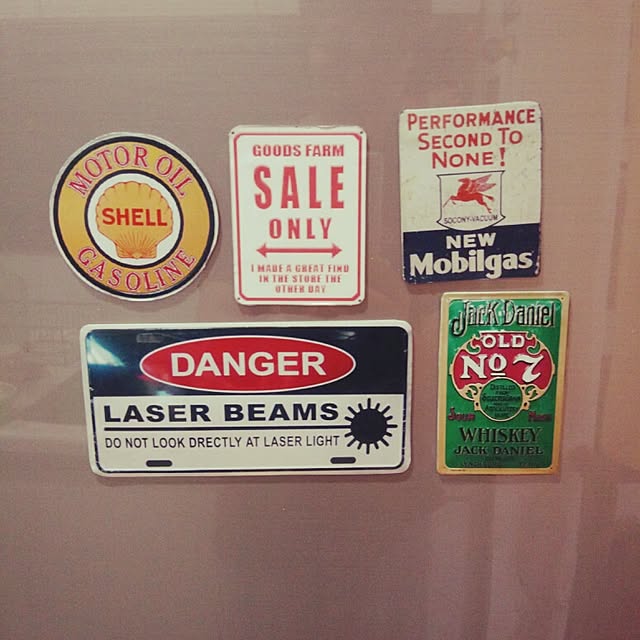 MOTOR OIL
SHELL
GASOLINE
GOODS FARM
SALE
ONLY
I MADE A GREAT FIND
IN THE STORE THE
OTHER DAY
PERFORMANCE
SECOND TO
NONE!
SOCONY-VACUUM
NEW
Mobilgas
DANGER
LASER BEAMS
DO NOT LOOK DRECTLY AT LASER LIGHT
Jack Daniel
OLD
No 7
WHISKEY
JACK DANIEL